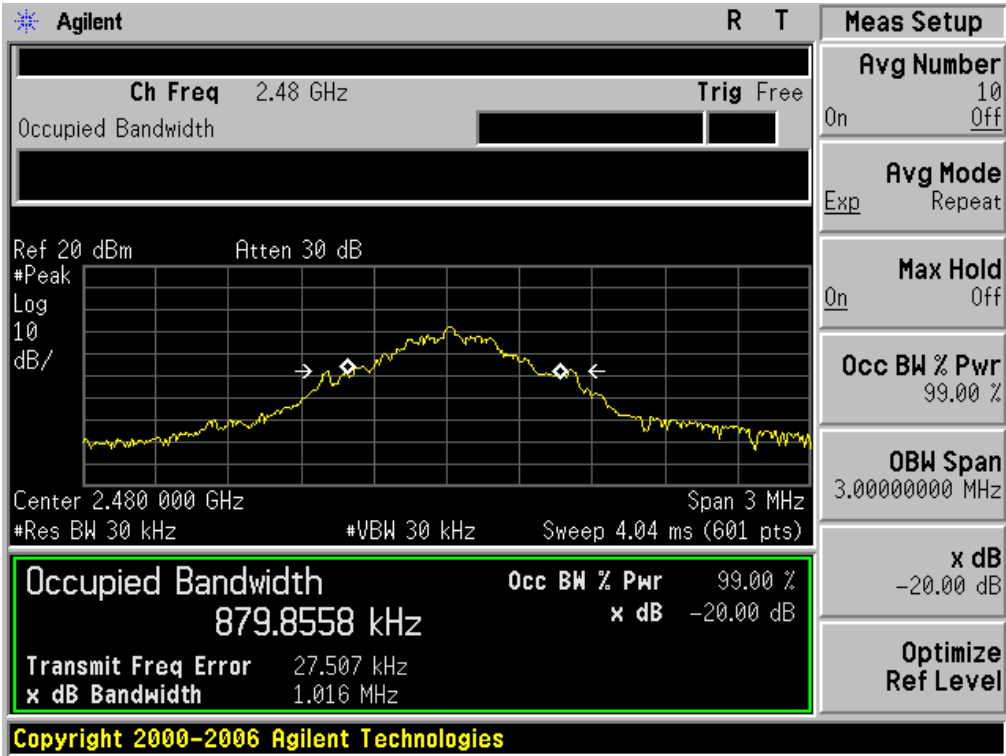 Agilent R T
Ch Freq 2.48 GHz Trig Free
Occupied Bandwidth
Ref 20 dBm Atten 30 dB
#Peak
Log
10
dB/
Center 2.480 000 GHz Span 3 MHz
#Res BW 30 kHz #VBW 30 kHz Sweep 4.04 ms (601 pts)
Occupied Bandwidth Occ BW % Pwr 99.00 %
879.8558 kHz x dB -20.00 dB
Transmit Freq Error 27.507 kHz
x dB Bandwidth 1.016 MHz
Copyright 2000-2006 Agilent Technologies
Meas Setup
Avg Number
10
On Off
Avg Mode
Exp Repeat
Max Hold
On Off
Occ BW % Pwr
99.00 %
OBW Span
3.00000000 MHz
x dB
-20.00 dB
Optimize
Ref Level